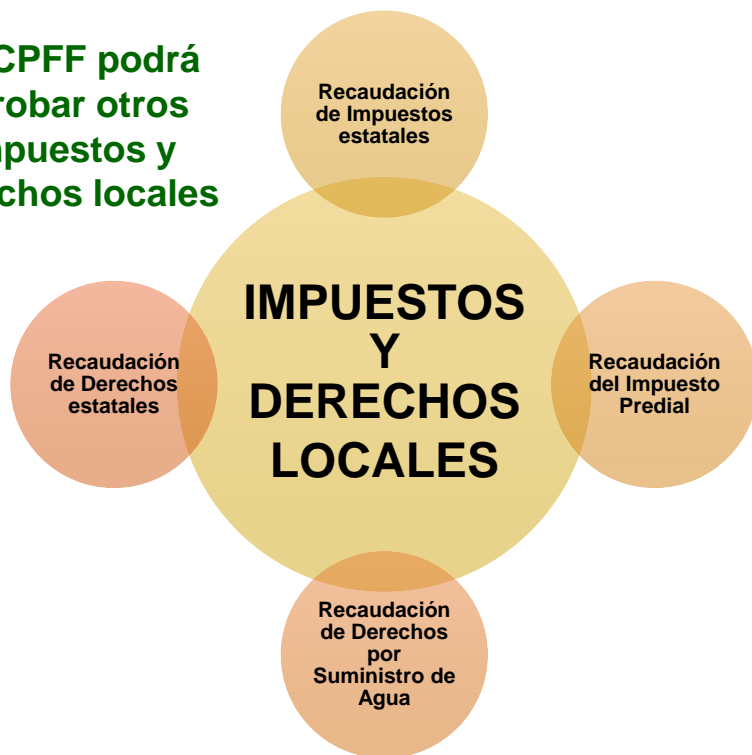 CPFF podrá
robar otros
puestos y
chos locales
Recaudación
de Impuestos
estatales
IMPUESTOS
Y
DERECHOS
LOCALES
Recaudación
de Derechos
estatales
Recaudación
del Impuesto
Predial
Recaudación
de Derechos
por
Suministro de
Agua